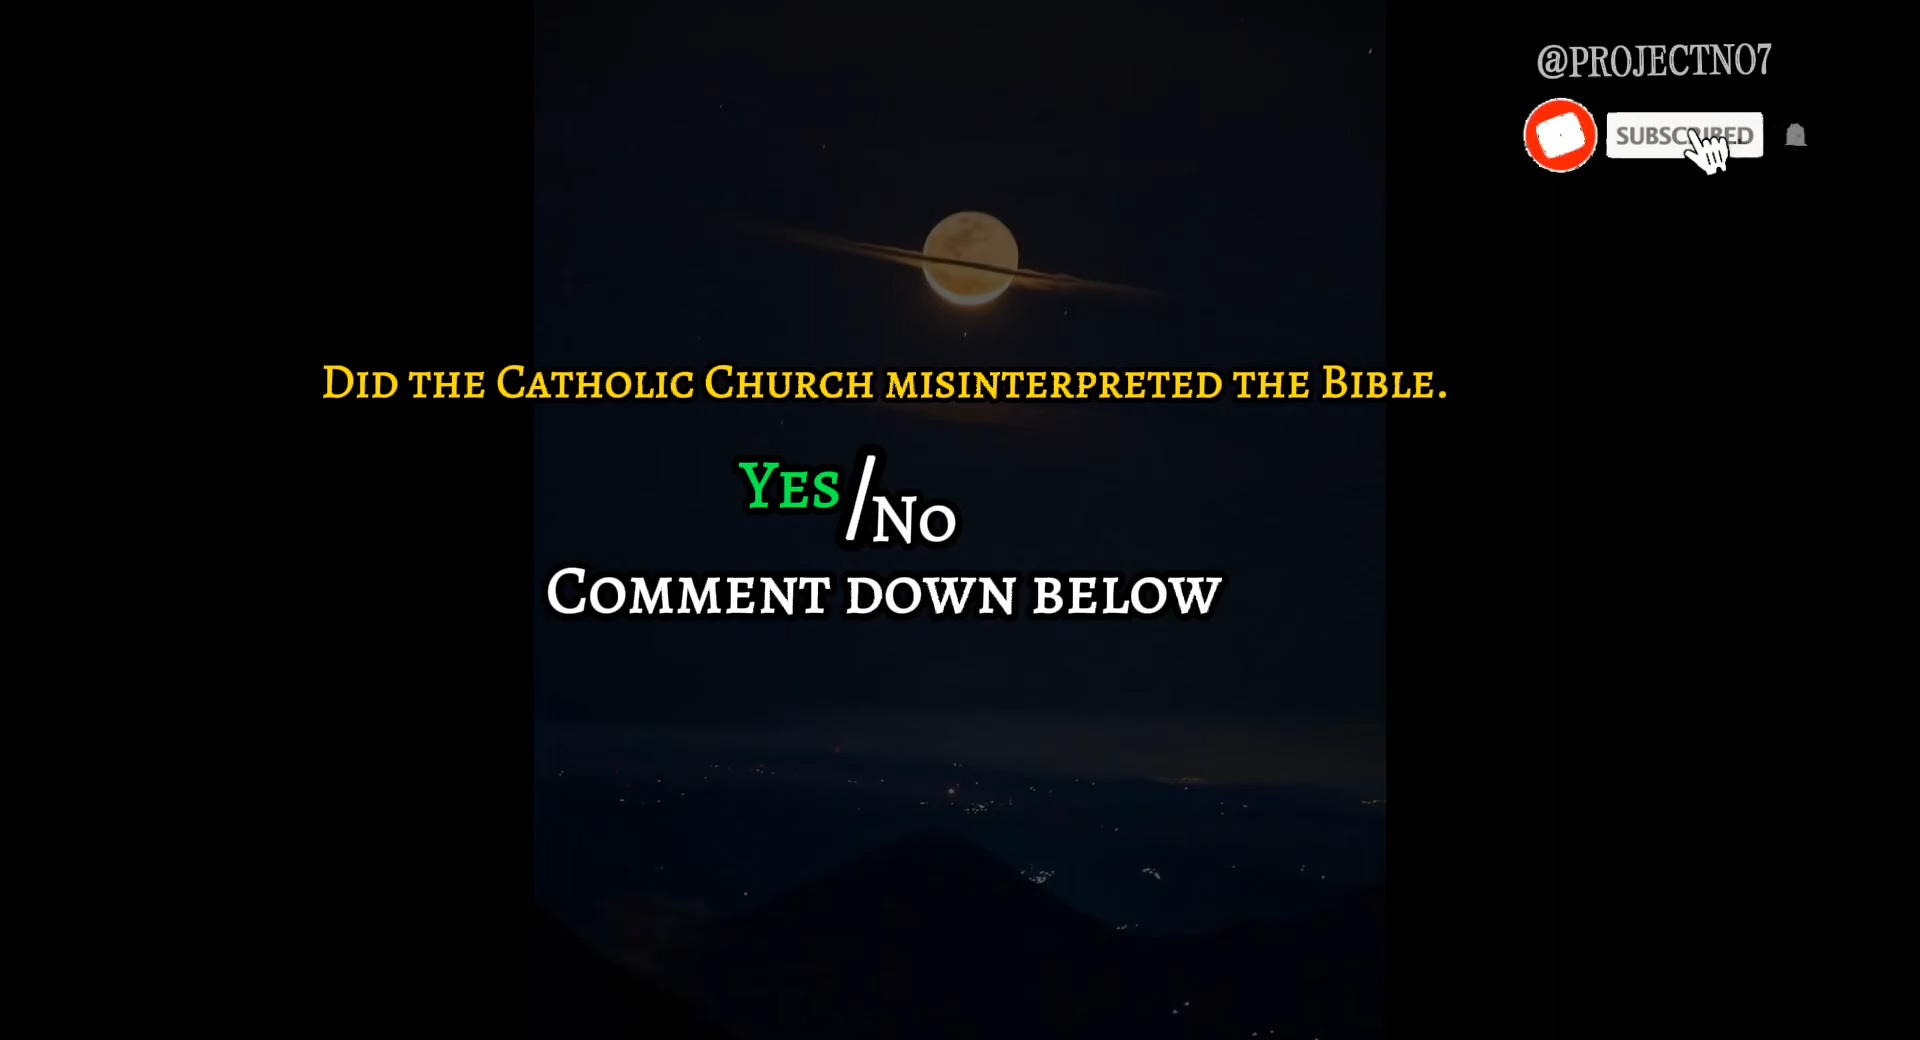 @PROJECTNO7
SUBSCRIBED
Did the Catholic Church misinterpreted the Bible.
Yes/No
Comment down below